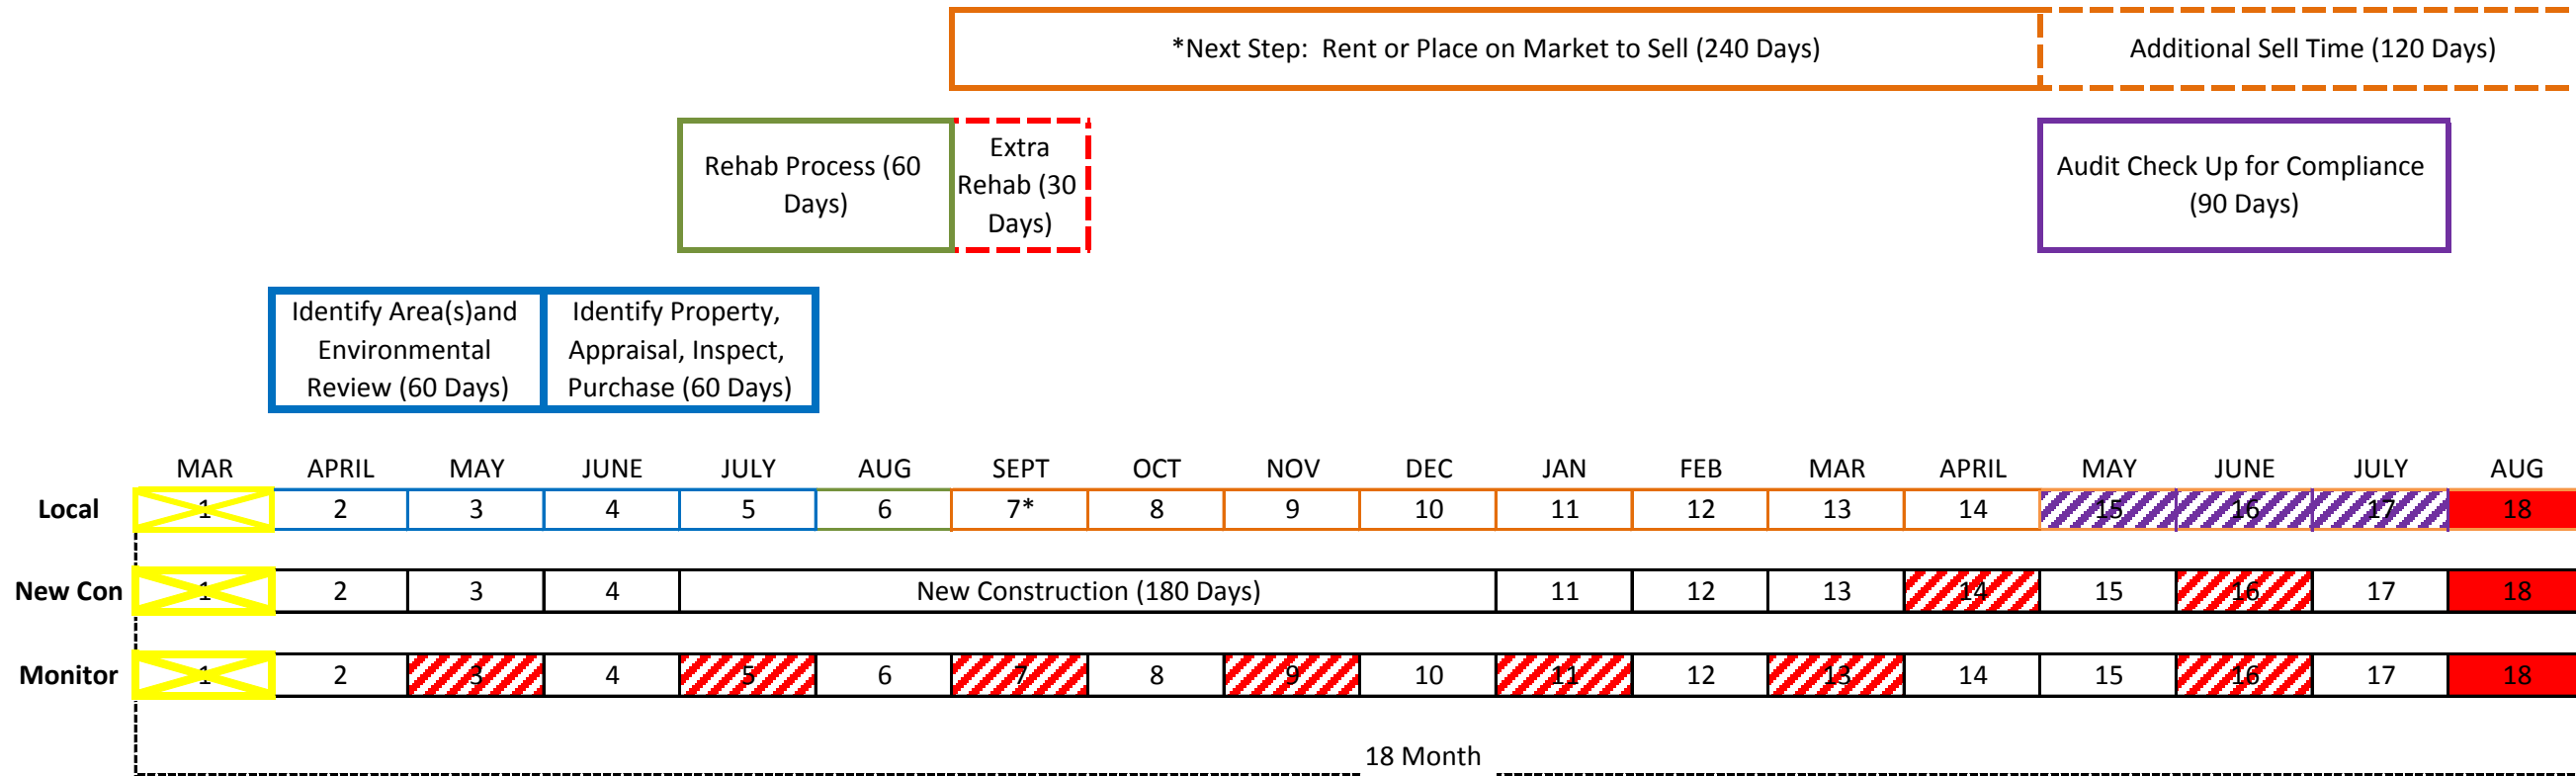 *Next Step:  Rent or Place on Market to Sell (240 Days)
Additional Sell Time (120 Days)
Rehab Process (60
Days)
Extra
Rehab (30
Days)
Audit Check Up for Compliance
(90 Days)
Identify Area(s)and
Environmental
Review (60 Days)
Identify Property,
Appraisal, Inspect,
Purchase (60 Days)
MAR APRIL MAY JUNE JULY AUG SEPT OCT NOV DEC JAN FEB MAR APRIL MAY JUNE JULY AUG
Local 1 2 3 4 5 6 7* 8 9 10 11 12 13 14 15 16 17 18
New Con 1 2 3 4 New Construction (180 Days) 11 12 13 14 15 16 17 18
Monitor 1 2 3 4 5 6 7 8 9 10 11 12 13 14 15 16 17 18
18 Month